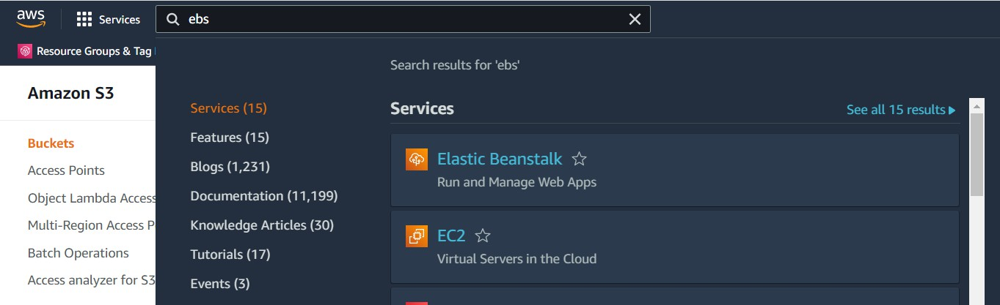 aws
Services
ebs
Resource Groups & Tag
Amazon S3
Buckets
Access Points
Object Lambda Access
Multi-Region Access P
Batch Operations
Access analyzer for S3
Services (15)
Features (15)
Blogs (1,231)
Documentation (11,199)
Knowledge Articles (30)
Tutorials (17)
Events (3)
Search results for 'ebs'
Services
See all 15 results
Elastic Beanstalk
Run and Manage Web Apps
EC2
Virtual Servers in the Cloud